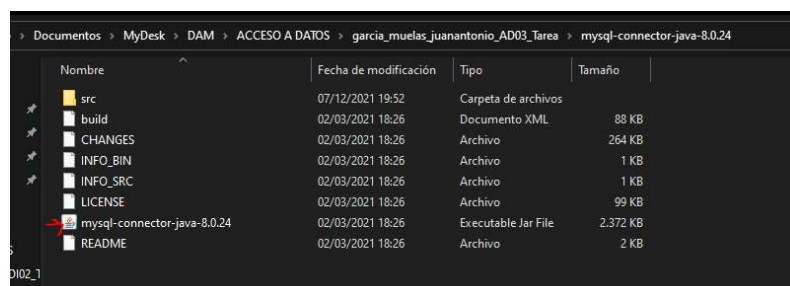 › Documentos › MyDesk › DAM › ACCESO A DATOS › garcia_muelas_juanantonio_AD03_Tarea › mysql-connector-java-8.0.24
Nombre Fecha de modificación Tipo Tamaño
src 07/12/2021 19:52 Carpeta de archivos
build 02/03/2021 18:26 Documento XML 88 KB
CHANGES 02/03/2021 18:26 Archivo 264 KB
INFO_BIN 02/03/2021 18:26 Archivo 1 KB
INFO_SRC 02/03/2021 18:26 Archivo 1 KB
LICENSE 02/03/2021 18:26 Archivo 99 KB
mysql-connector-java-8.0.24 02/03/2021 18:26 Executable Jar File 2.372 KB
README 02/03/2021 18:26 Archivo 2 KB